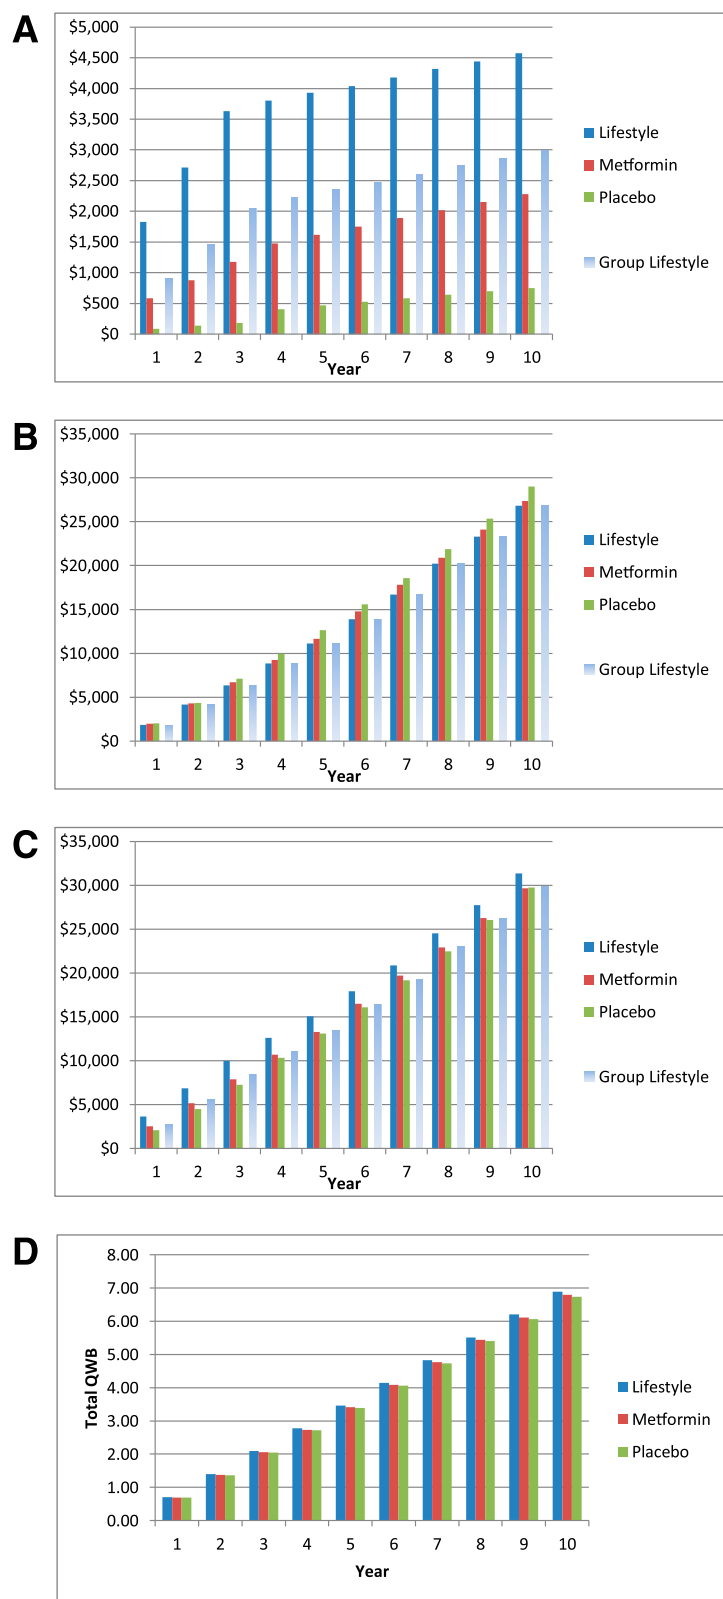 A
$5,000
$4,500
$4,000
$3,500
$3,000
$2,500
$2,000
$1,500
$1,000
$500
$0
1 2 3 4 5 6 7 8 9 10
Year
Lifestyle
Metformin
Placebo
Group Lifestyle
B
$35,000
$30,000
$25,000
$20,000
$15,000
$10,000
$5,000
$0
1 2 3 4 5 6 7 8 9 10
Year
Lifestyle
Metformin
Placebo
Group Lifestyle
C
$35,000
$30,000
$25,000
$20,000
$15,000
$10,000
$5,000
$0
1 2 3 4 5 6 7 8 9 10
Year
Lifestyle
Metformin
Placebo
Group Lifestyle
D
Total QWB
8.00
7.00
6.00
5.00
4.00
3.00
2.00
1.00
0.00
1 2 3 4 5 6 7 8 9 10
Year
Lifestyle
Metformin
Placebo